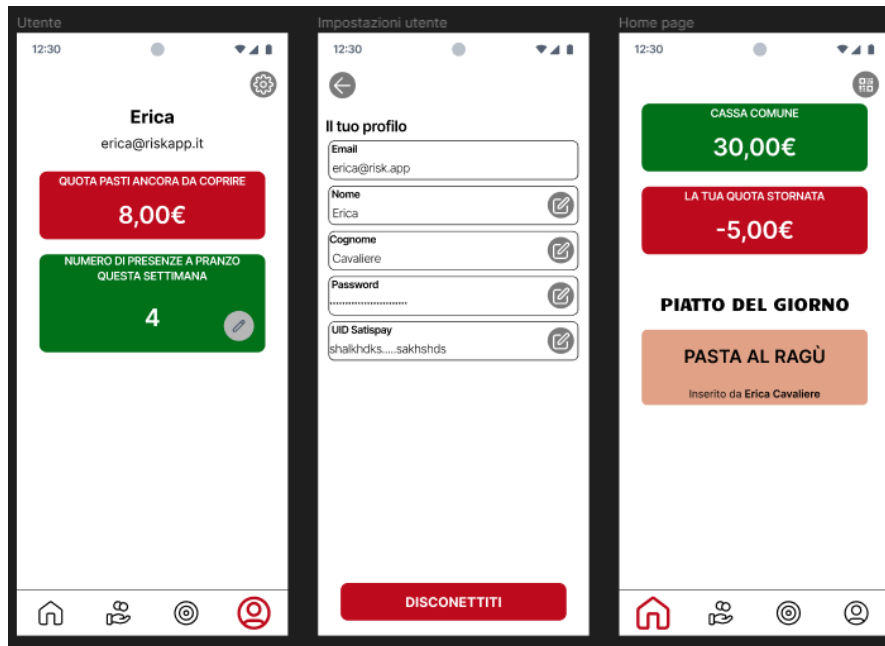 Utente
12:30
Erica
erica@riskapp.it
QUOTA PASTI ANCORA DA COPRIRE
8,00€
NUMERO DI PRESENZE A PRANZO
QUESTA SETTIMANA
4
Impostazioni utente
12:30
Il tuo profilo
Email
erica@risk.app
Nome
Erica
Cognome
Cavaliere
Password
UID Satispay
shalkhdks.....sakhshds
DISCONETTITI
Home page
12:30
CASSA COMUNE
30,00€
LA TUA QUOTA STORNATA
-5,00€
PIATTO DEL GIORNO
PASTA AL RAGÙ
Inserito da Erica Cavaliere